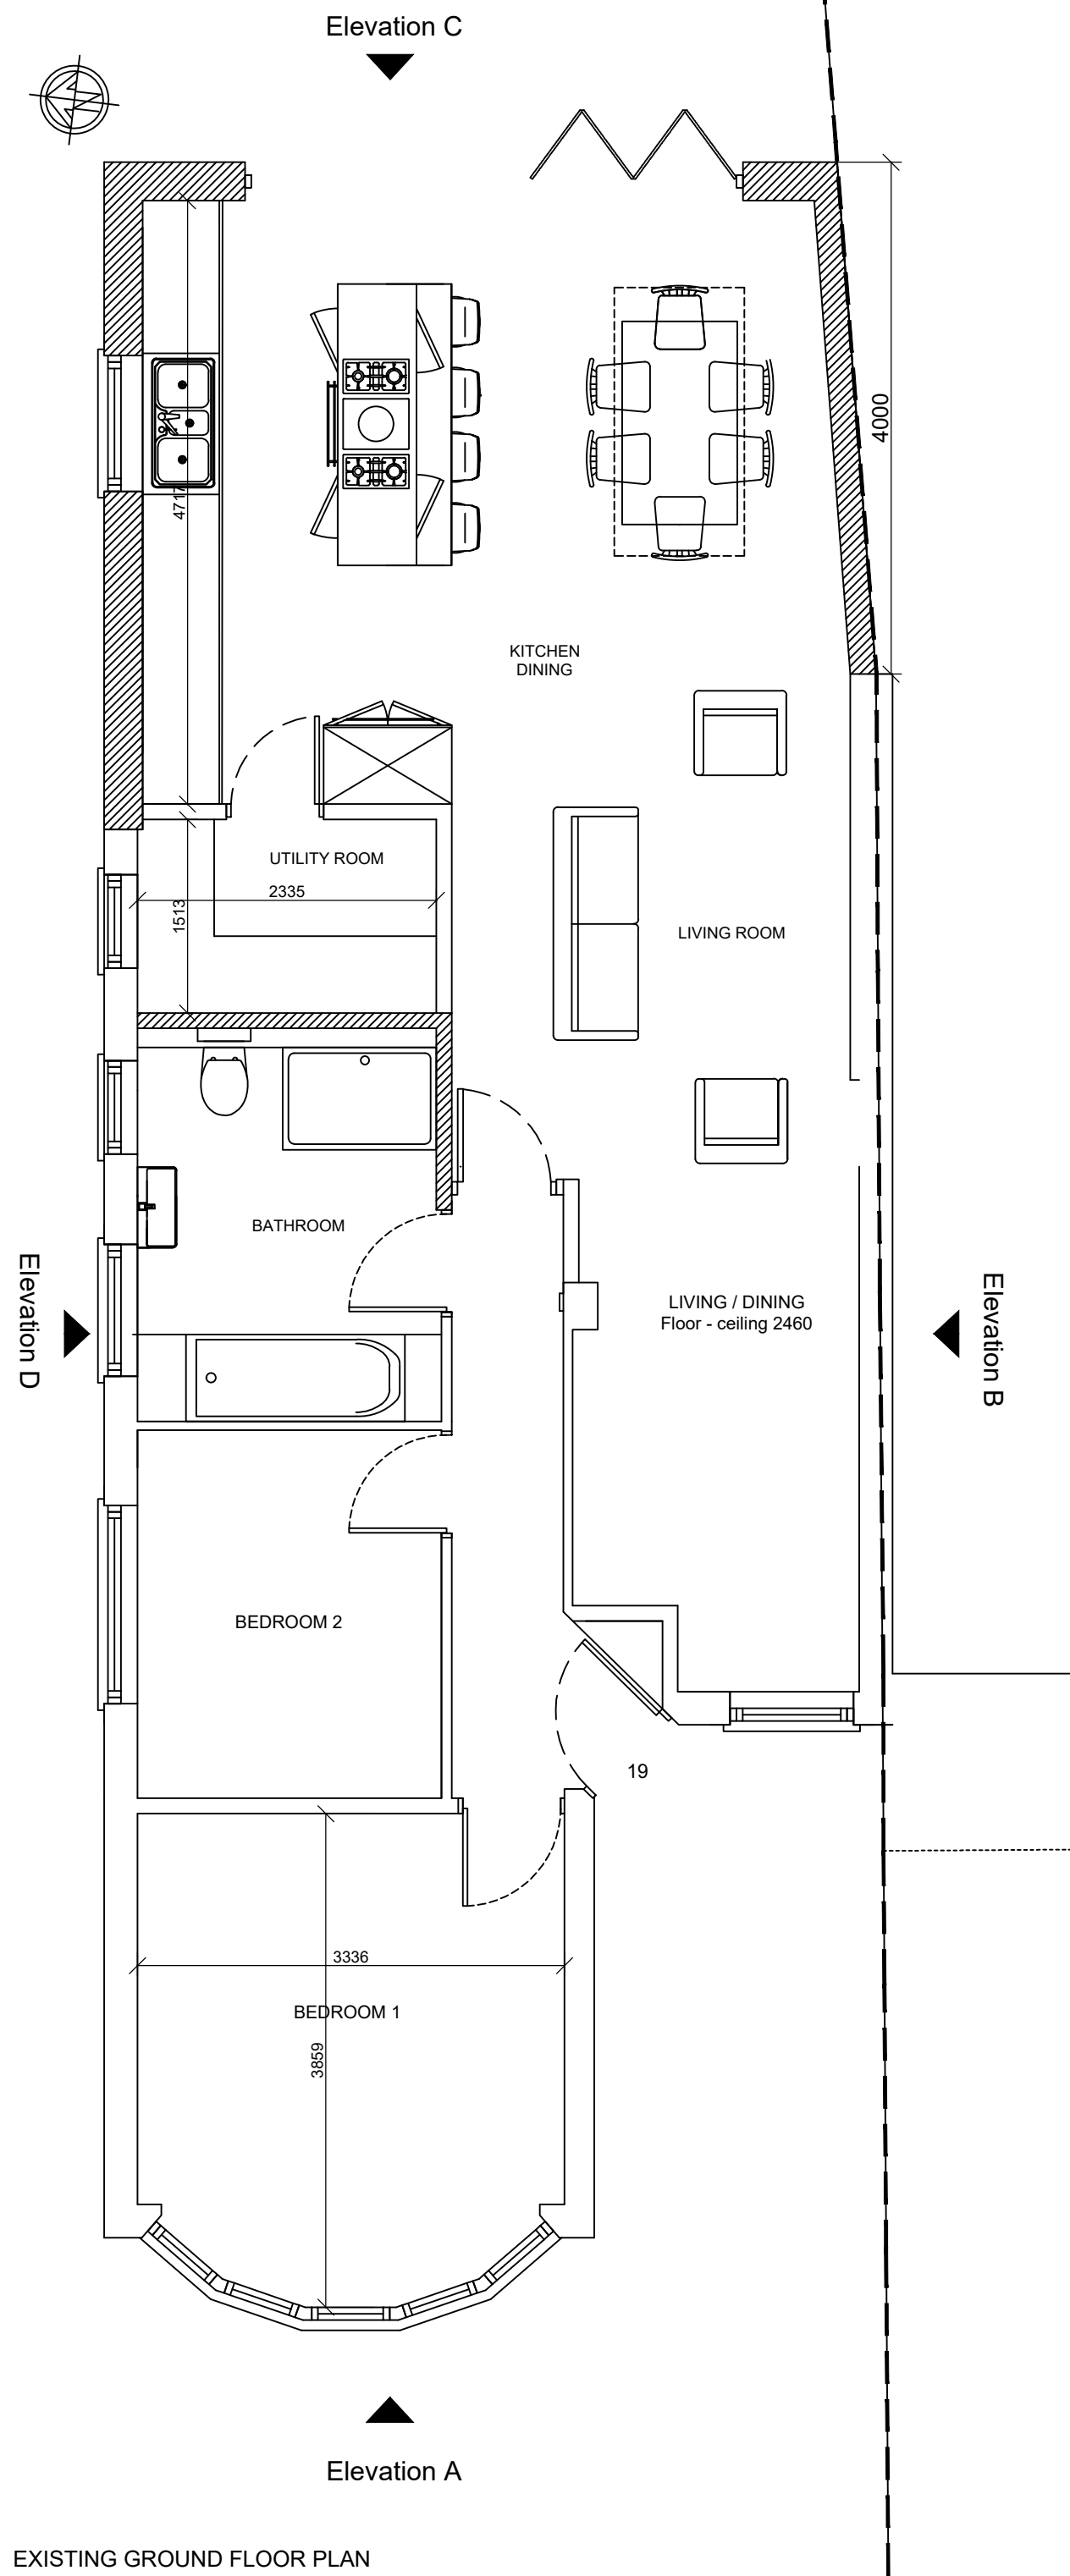 Elevation C
N
4000
4717
KITCHEN
DINING
UTILITY ROOM
2335
1513
LIVING ROOM
BATHROOM
Elevation D
LIVING / DINING
Floor - ceiling 2460
Elevation B
BEDROOM 2
19
3336
BEDROOM 1
3859
Elevation A
EXISTING GROUND FLOOR PLAN